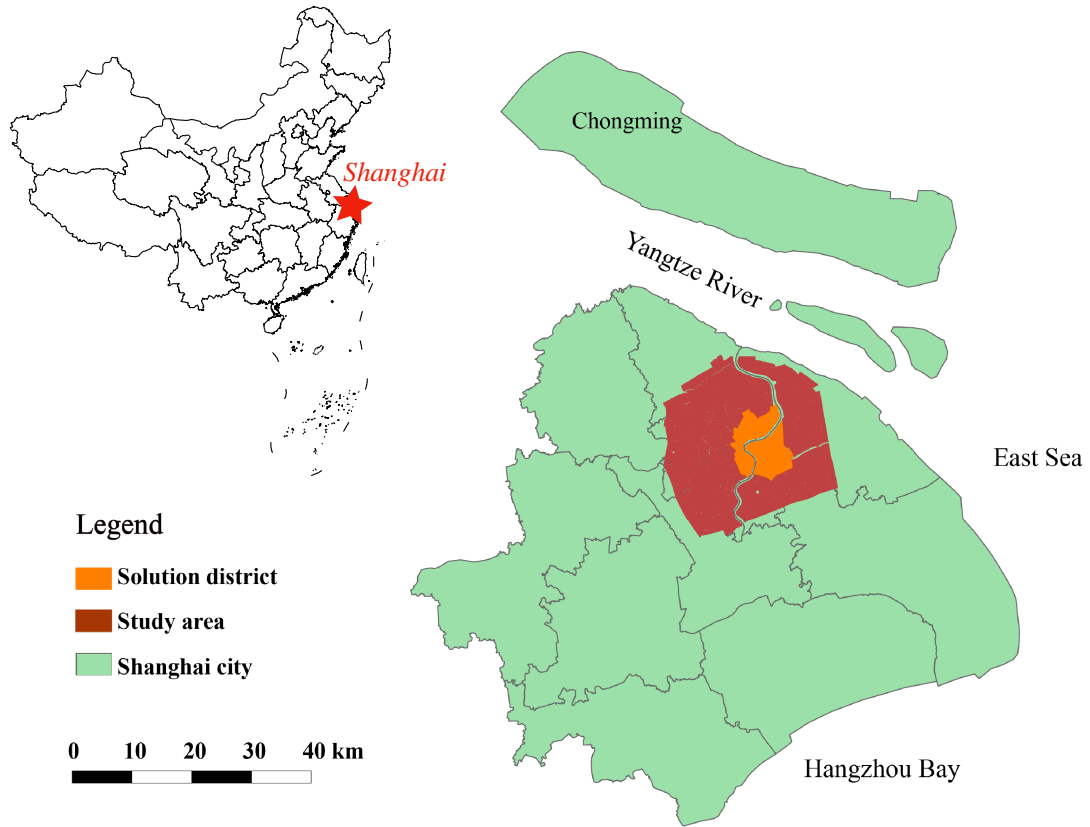 Chongming
Shanghai
Yangtze River
East Sea
Legend
Solution district
Study area
Shanghai city
0 10 20 30 40 km
Hangzhou Bay